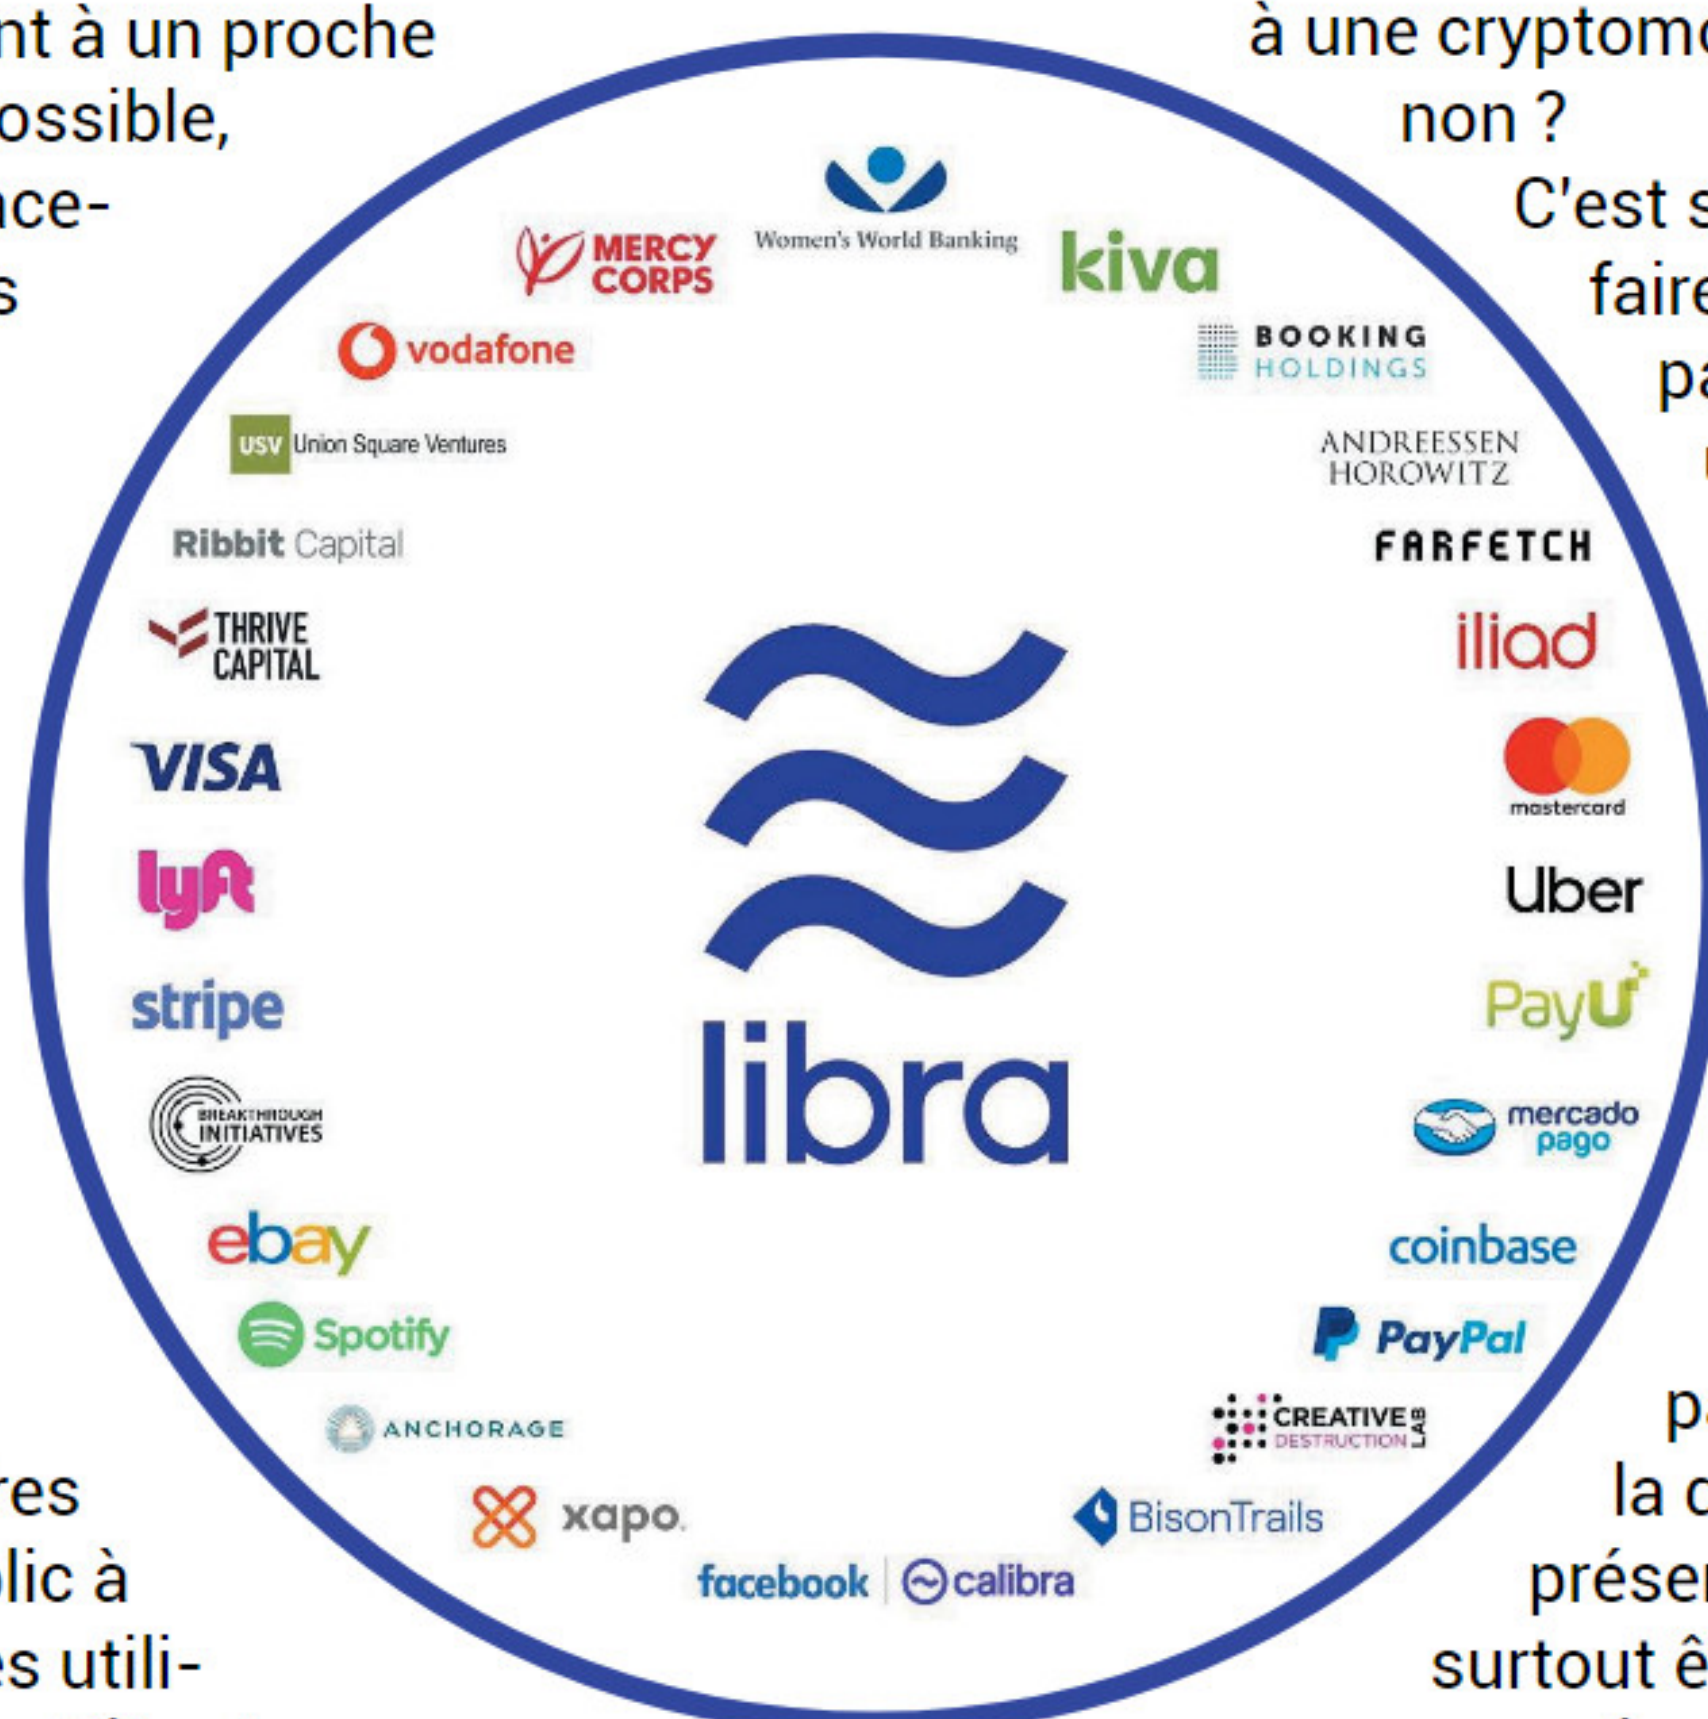 nt à un proche
ossible,
ace-
s
res
lic à
es utili-
à une cryptomo
non ?
C'est s
faire
pa
pa
la d
présen
surtout ê
Women's World Banking
MERCY
CORPS
kiva
vodafone
BOOKING
HOLDINGS
USV Union Square Ventures
ANDREESSEN
HOROWITZ
Ribbit Capital
FARFETCH
THRIVE
CAPITAL
iliad
VISA
mastercard
lyft
Uber
stripe
PayU
BREAKTHROUGH
INITIATIVES
mercado
pago
ebay
coinbase
Spotify
PayPal
ANCHORAGE
CREATIVE
DESTRUCTION
LAB
xapo.
BisonTrails
facebook calibra
libra